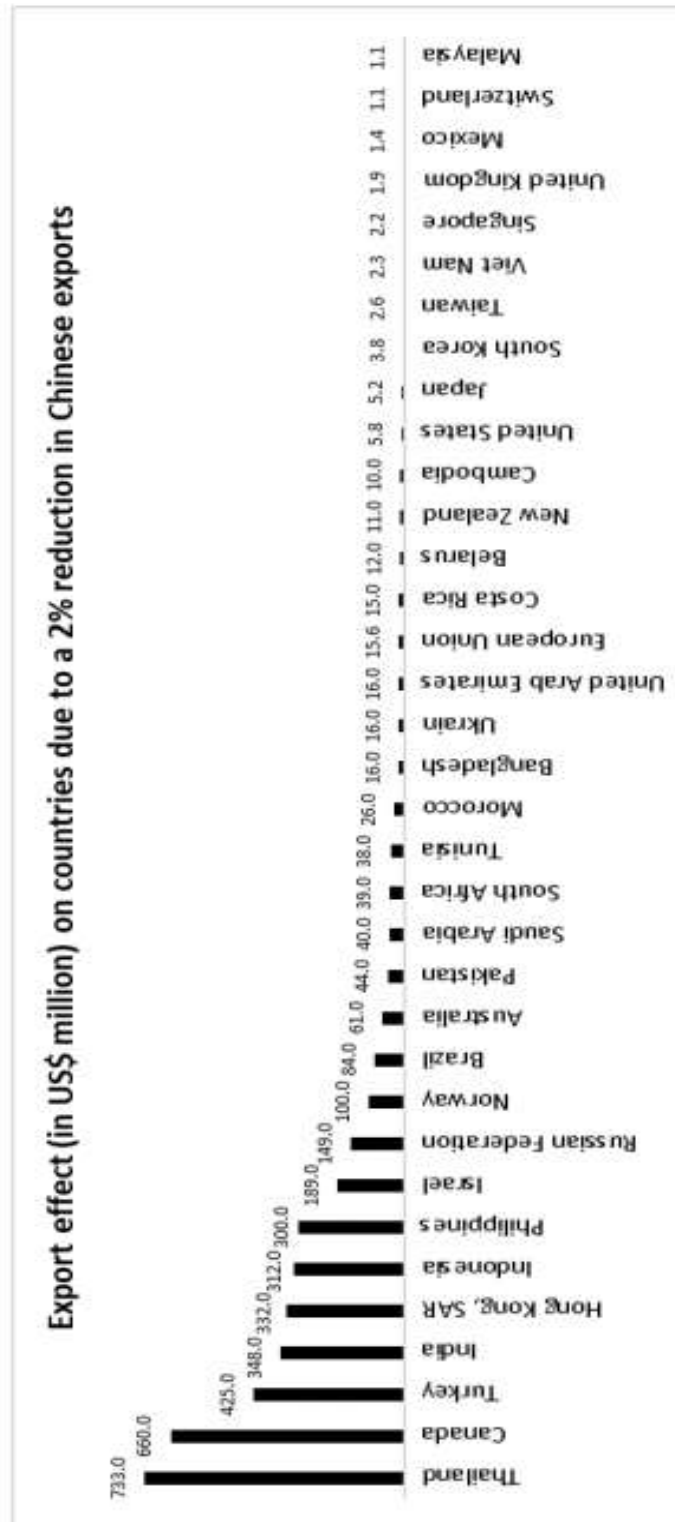 Export effect (in US$ million) on countries due to a 2% reduction in Chinese exports
733.0
660.0
425.0
348.0
332.0
312.0
300.0
189.0
149.0
100.0
84.0
61.0
44.0
40.0
39.0
38.0
26.0
16.0
16.0
16.0
15.6
15.0
12.0
11.0
10.0
5.8
5.2
3.8
2.6
2.3
2.2
1.9
1.4
1.1
1.1
Thailand
Canada
Turkey
India
Hong Kong, SAR
Indonesia
Philippines
Israel
Russian Federation
Norway
Brazil
Australia
Pakistan
Saudi Arabia
South Africa
Tunisia
Morocco
Bangladesh
Ukrain
United Arab Emirates
European Union
Costa Rica
Belarus
New Zealand
Cambodia
United States
Japan
South Korea
Taiwan
Viet Nam
Singapore
United Kingdom
Mexico
Switzerland
Malaysia